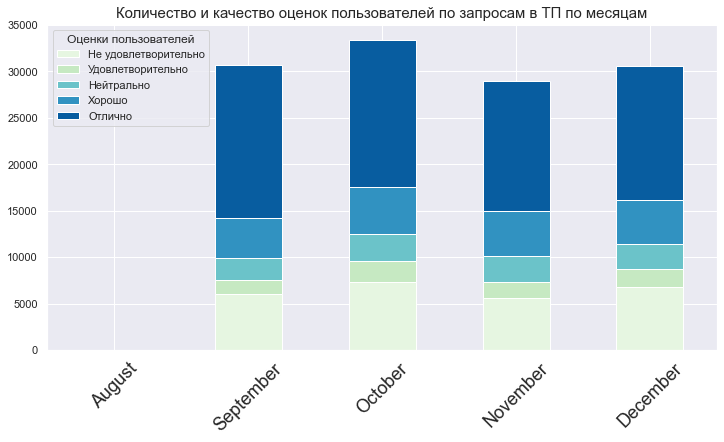 Количество и качество оценок пользователей по запросам в ТП по месяцам
35000
30000
25000
20000
15000
10000
5000
0
Оценки пользователей
Не удовлетворительно
Удовлетворительно
Нейтрально
Хорошо
Отлично
August
September
October
November
December